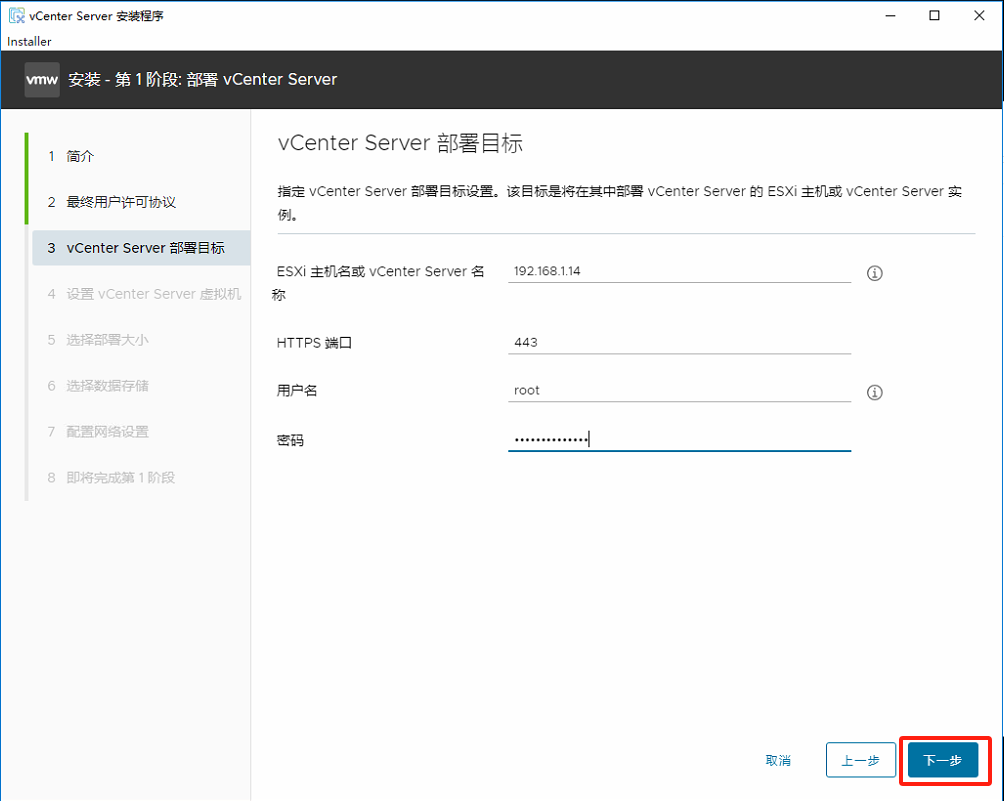 vCenter Server 安装程序
Installer
vmw 安装 - 第 1 阶段: 部署 vCenter Server
1 简介
2 最终用户许可协议
3 vCenter Server 部署目标
4 设置 vCenter Server 虚拟机
5 选择部署大小
6 选择数据存储
7 配置网络设置
8 即将完成第 1 阶段
vCenter Server 部署目标
指定 vCenter Server 部署目标设置。该目标是将在其中部署 vCenter Server 的 ESXi 主机或 vCenter Server 实
例。
ESXi 主机名或 vCenter Server 名
称
192.168.1.14
HTTPS 端口
443
用户名
root
密码
••••••••••••••
取消
上一步
下一步